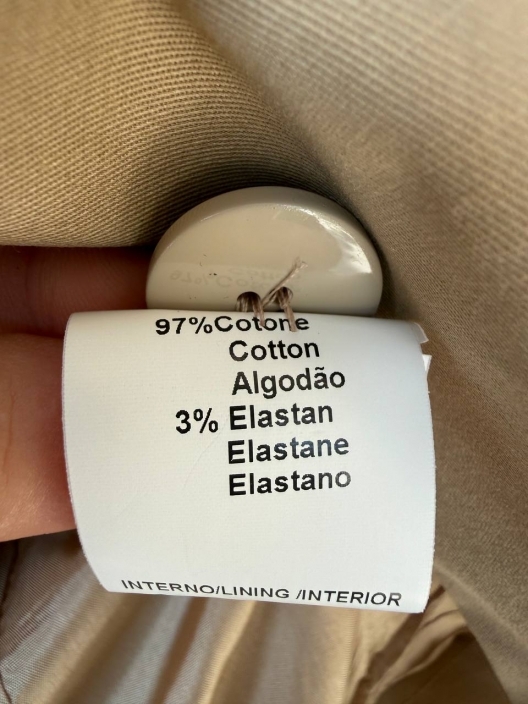 97%Cotone
Cotton
Algodão
3% Elastan
Elastane
Elastano
INTERNO/LINING /INTERIOR